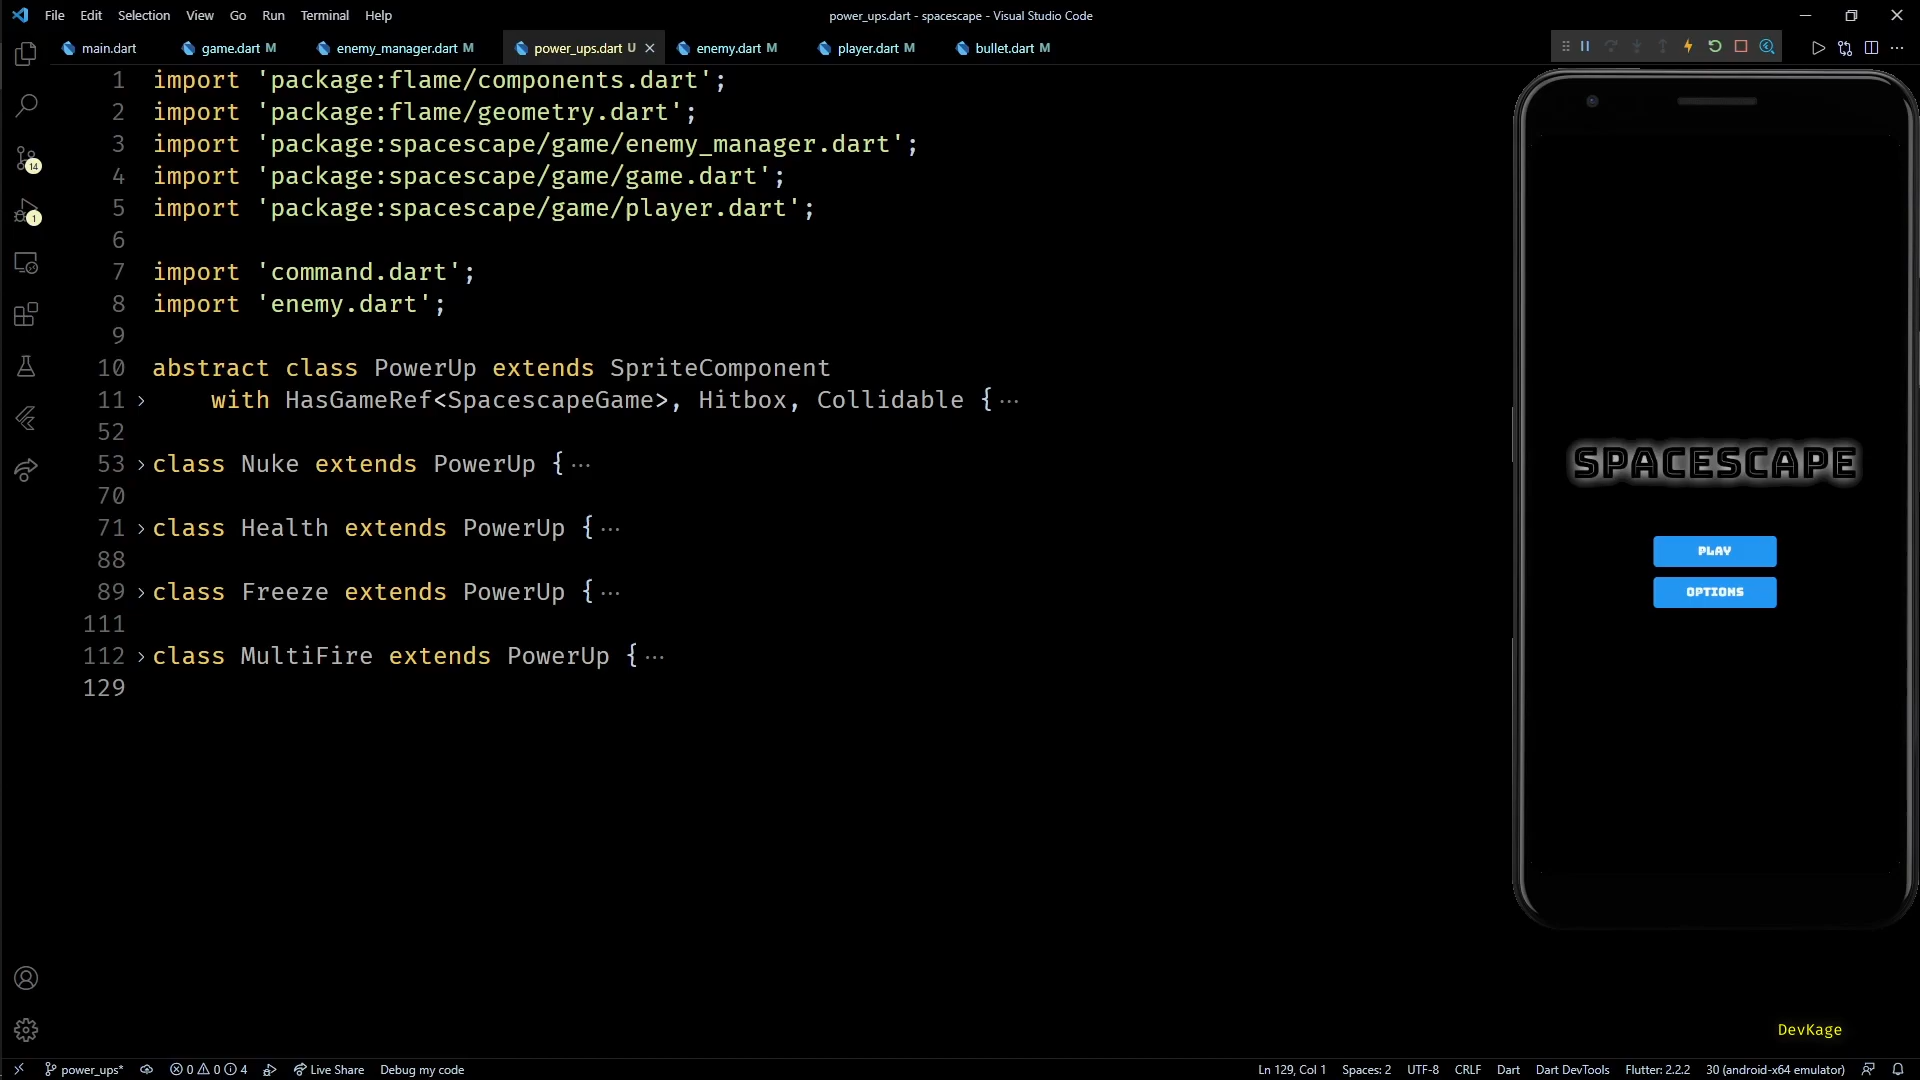 File Edit Selection View Go Run Terminal Help
power_ups.dart - spacescape - Visual Studio Code
main.dart
game.dart M
enemy_manager.dart M
power_ups.dart U
enemy.dart M
player.dart M
bullet.dart M
1 import 'package:flame/components.dart';
2 import 'package:flame/geometry.dart';
3 import 'package:spacescape/game/enemy_manager.dart';
4 import 'package:spacescape/game/game.dart';
5 import 'package:spacescape/game/player.dart';
6
7 import 'command.dart';
8 import 'enemy.dart';
9
10 abstract class PowerUp extends SpriteComponent
11 with HasGameRef<SpacescapeGame>, Hitbox, Collidable {···
52
53 class Nuke extends PowerUp {···
70
71 class Health extends PowerUp {···
88
89 class Freeze extends PowerUp {···
111
112 class MultiFire extends PowerUp {···
129
14
1
SPACESCAPE
PLAY
OPTIONS
DevKage
power_ups* 0 0 4 Live Share Debug my code
Ln 129, Col 1 Spaces: 2 UTF-8 CRLF Dart Dart DevTools Flutter: 2.2.2 30 (android-x64 emulator)